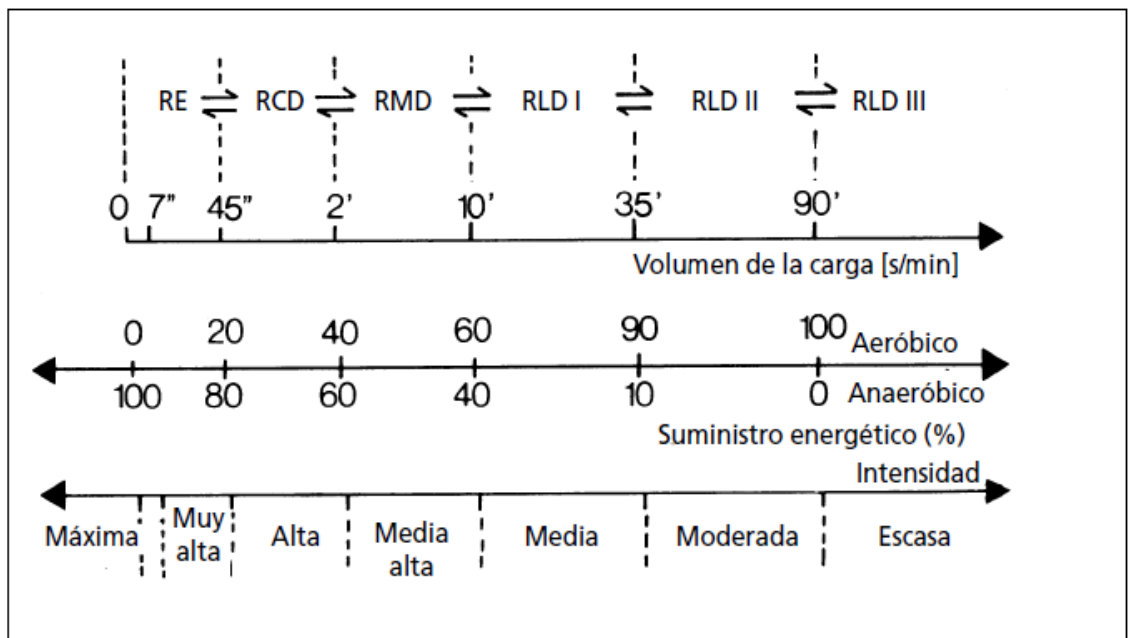 RE ⇌ RCD ⇌ RMD ⇌ RLD I ⇌ RLD II ⇌ RLD III
0 7” 45” 2’ 10’ 35’ 90’
Volumen de la carga [s/min]
0 20 40 60 90 100 Aeróbico
100 80 60 40 10 0 Anaeróbico
Suministro energético (%)
Intensidad
Máxima Muy alta Alta Media alta Media Moderada Escasa